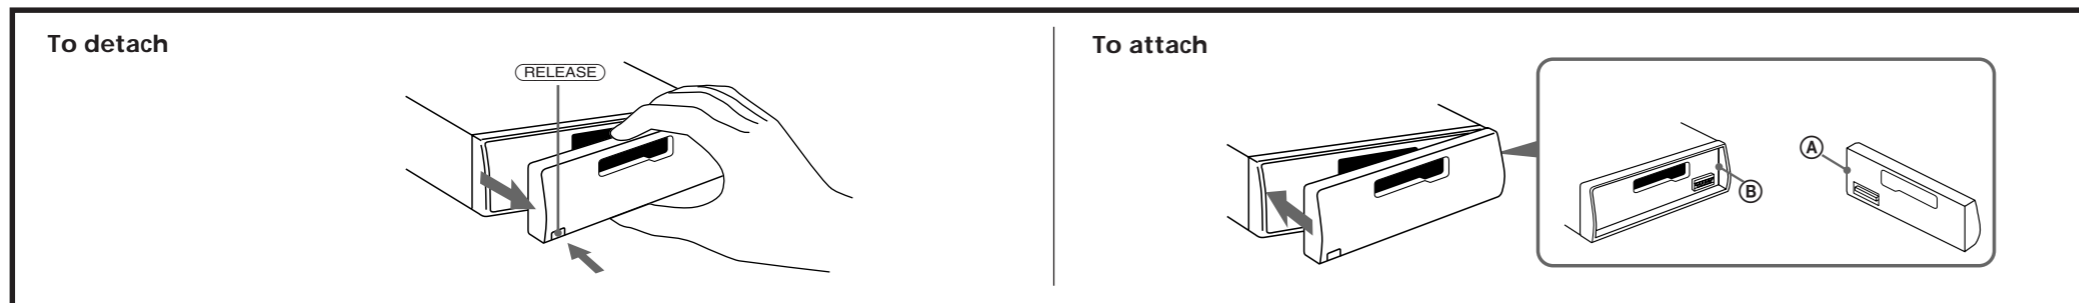 To detach
RELEASE
To attach
A
B